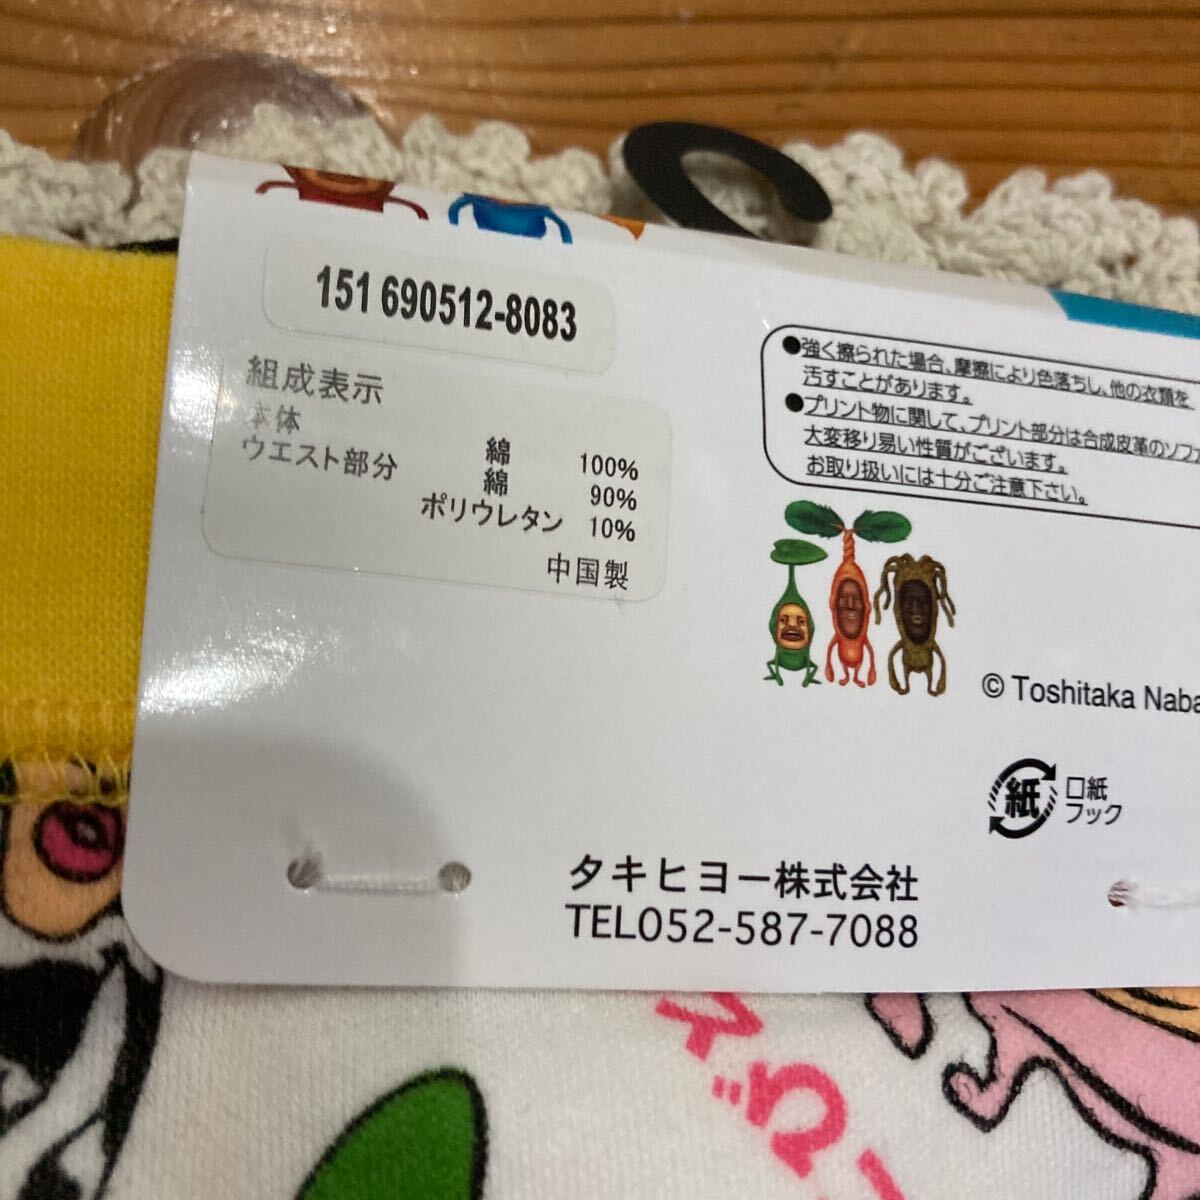 151 690512-8083
組成表示
本体 綿 100%
ウエスト部分 綿 90%
ポリウレタン 10%
中国製
●強く擦られた場合、摩擦により色落ちし、他の衣類を
汚すことがあります。
●プリント物に関して、プリント部分は合成皮革のソファ
大変移り易い性質がございます。
お取り扱いには十分ご注意下さい。
© Toshitaka Naba
紙
口紙
フック
タキヒヨー株式会社
TEL052-587-7088